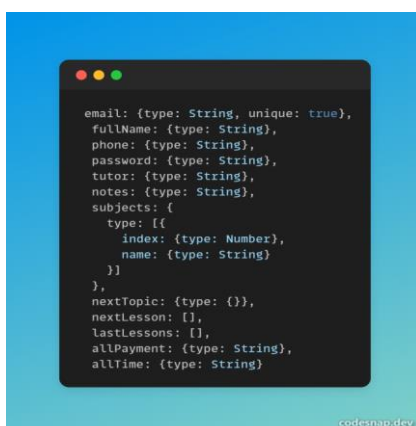 email: {type: String, unique: true},
fullName: {type: String},
phone: {type: String},
password: {type: String},
tutor: {type: String},
notes: {type: String},
subjects: {
type: [{
index: {type: Number},
name: {type: String}
}]
},
nextTopic: {type: {}},
nextLesson: [],
lastLessons: [],
allPayment: {type: String},
allTime: {type: String}
codesnap.dev